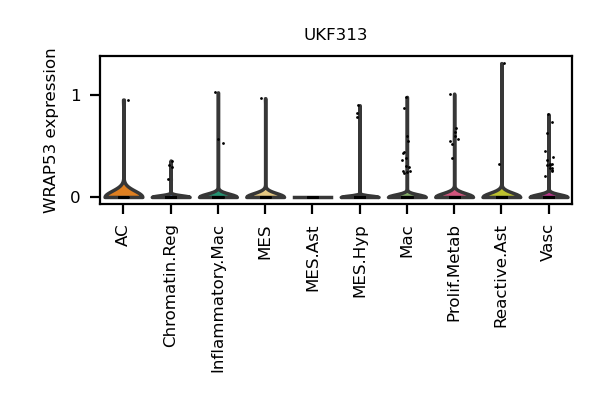 UKF313
WRAP53 expression
1
0
AC
Chromatin.Reg
Inflammatory.Mac
MES
MES.Ast
MES.Hyp
Mac
Prolif.Metab
Reactive.Ast
Vasc